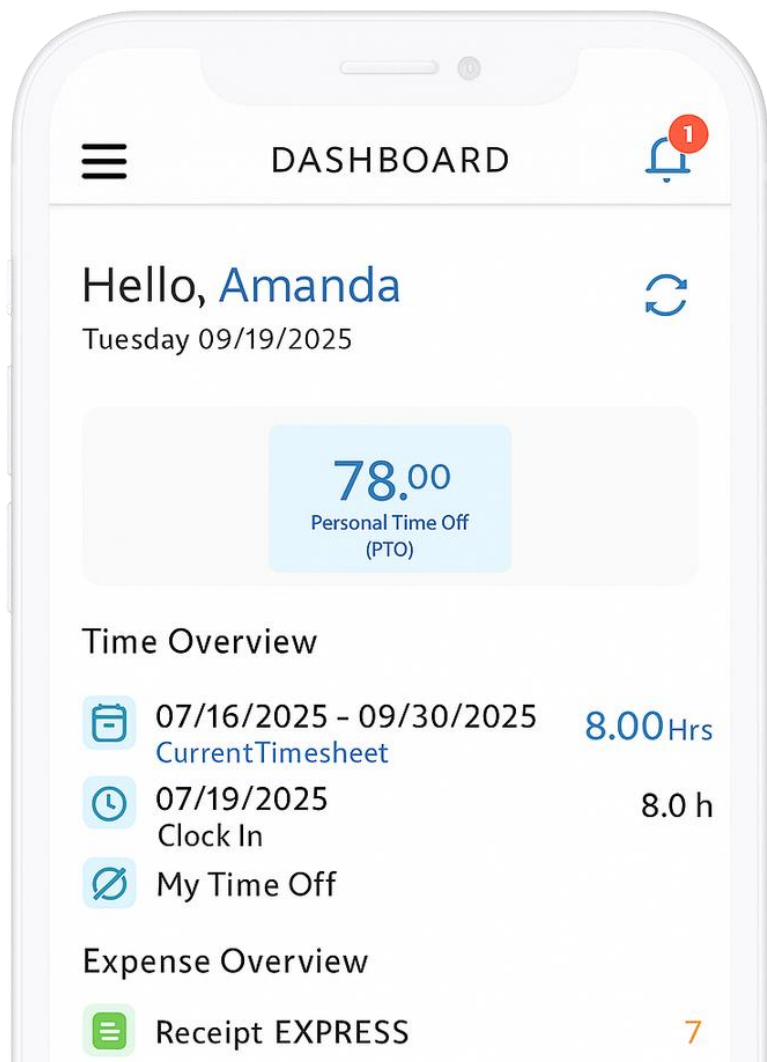 DASHBOARD
1
Hello, Amanda
Tuesday 09/19/2025
78.00
Personal Time Off
(PTO)
Time Overview
07/16/2025 - 09/30/2025
8.00 Hrs
CurrentTimesheet
07/19/2025
8.0 h
Clock In
My Time Off
Expense Overview
Receipt EXPRESS
7